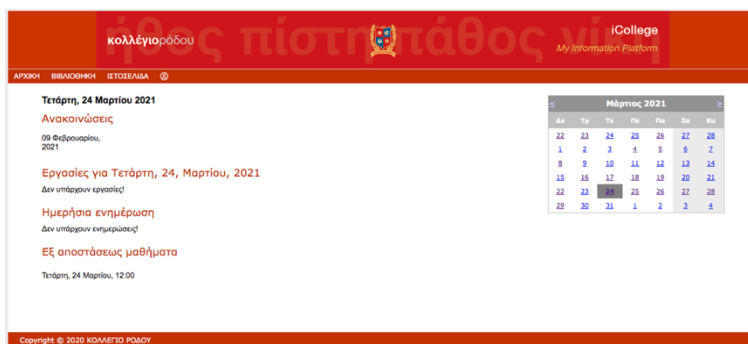 ήθος πίστη πάθος νίκη
κολλέγιορόδου
iCollege
My Information Platform
ΑΡΧΙΚΗ ΒΙΒΛΙΟΘΗΚΗ ΙΣΤΟΣΕΛΙΔΑ
Τετάρτη, 24 Μαρτίου 2021
Ανακοινώσεις
09 Φεβρουαρίου,
2021
Εργασίες για Τετάρτη, 24, Μαρτίου, 2021
Δεν υπάρχουν εργασίες!
Ημερήσια ενημέρωση
Δεν υπάρχουν ενημερώσεις!
Εξ αποστάσεως μαθήματα
Τετάρτη, 24 Μαρτίου, 12:00
< Μάρτιος 2021 >
Δε Τρ Τε Πε Πα Σα Κυ
22 23 24 25 26 27 28
1 2 3 4 5 6 7
8 9 10 11 12 13 14
15 16 17 18 19 20 21
22 23 24 25 26 27 28
29 30 31 1 2 3 4
Copyright © 2020 ΚΟΛΛΕΓΙΟ ΡΟΔΟΥ